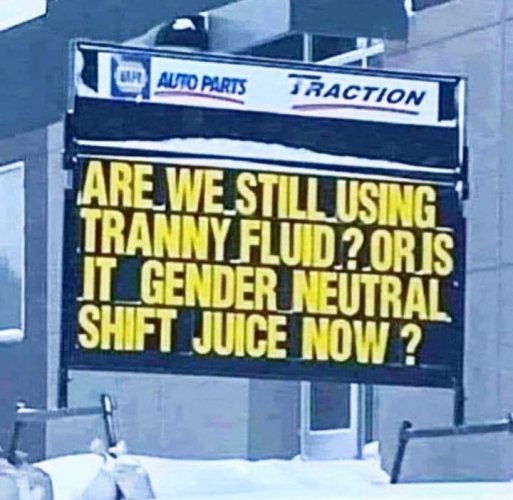 NAPA AUTO PARTS TRACTION
ARE WE STILL USING
TRANNY FLUID ? OR IS
IT GENDER NEUTRAL
SHIFT JUICE NOW ?